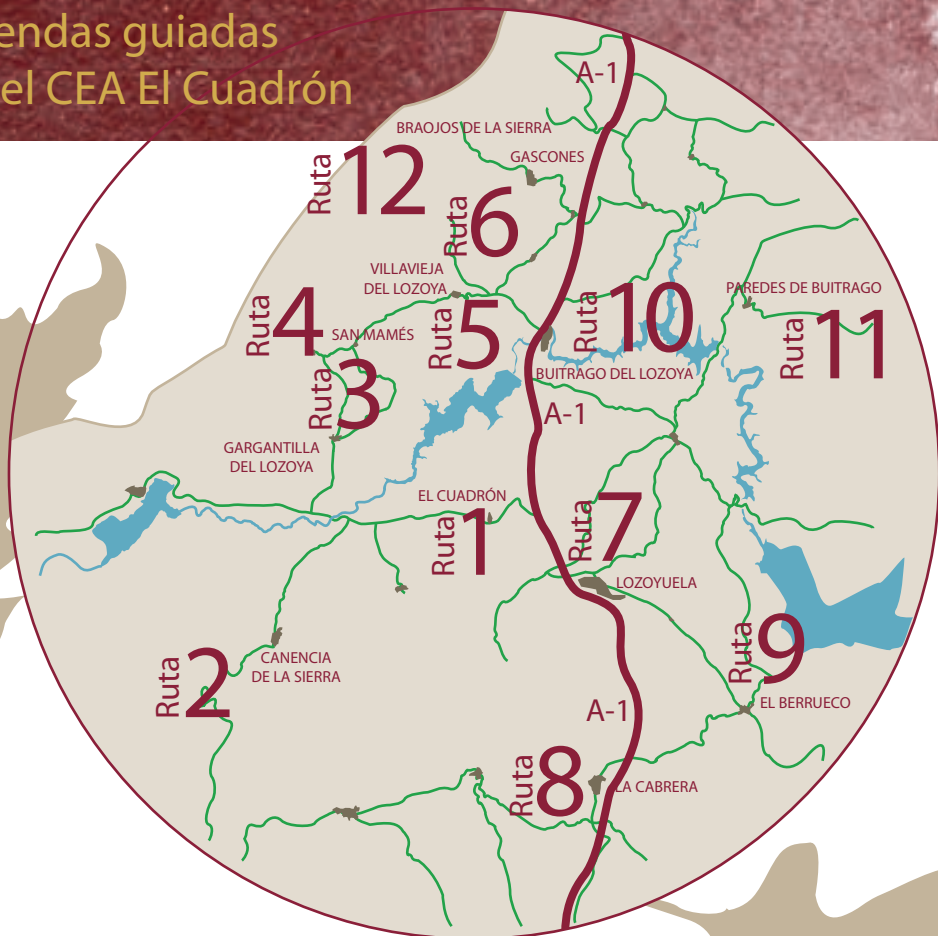 endas guiadas
el CEA El Cuadrón
A-1
BRAOJOS DE LA SIERRA
GASCONES
Ruta 12
Ruta 6
VILLAVIEJA
DEL LOZOYA
PAREDES DE BUITRAGO
Ruta 4
SAN MAMÉS
Ruta 5
Ruta 10
Ruta 11
BUITRAGO DEL LOZOYA
Ruta 3
A-1
GARGANTILLA
DEL LOZOYA
EL CUADRÓN
Ruta 1
Ruta 7
LOZOYUELA
Ruta 2
CANENCIA
DE LA SIERRA
Ruta 9
EL BERRUECO
A-1
Ruta 8
LA CABRERA